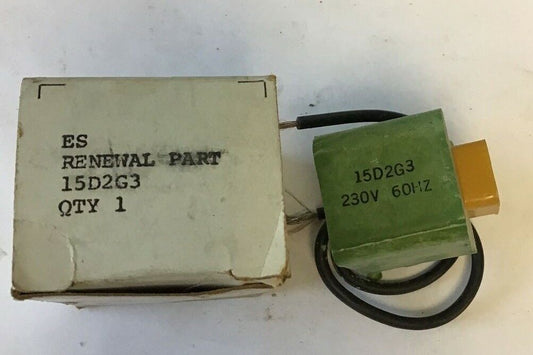 ES
RENEWAL PART
15D2G3
QTY 1
15D2G3
230V 60HZ